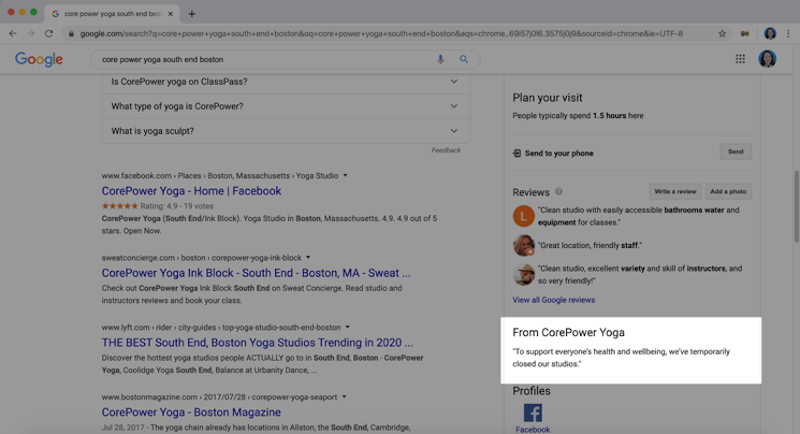 core power yoga south end bosto
google.com/search?q=core+power+yoga+south+end+boston&oq=core+power+yoga+south+end+boston&aqs=chrome..69i57j0l6.3575j0j9&sourceid=chrome&ie=UTF-8
Google
core power yoga south end boston
Is CorePower yoga on ClassPass?
What type of yoga is CorePower?
What is yoga sculpt?
Feedback
www.facebook.com › Places › Boston, Massachusetts › Yoga Studio
CorePower Yoga - Home | Facebook
Rating: 4.9 - 19 votes
CorePower Yoga (South End/Ink Block). Yoga Studio in Boston, Massachusetts. 4.9. 4.9 out of 5
stars. Open Now.
sweatconcierge.com › boston › corepower-yoga-ink-block
CorePower Yoga Ink Block - South End - Boston, MA - Sweat ...
Check out CorePower Yoga Ink Block South End on Sweat Concierge. Read studio and
instructors reviews and book your class.
www.lyft.com › rider › city-guides › top-yoga-studio-south-end-boston
THE BEST South End, Boston Yoga Studios Trending in 2020 ...
Discover the hottest yoga studios people ACTUALLY go to in South End, Boston - CorePower
Yoga, Coolidge Yoga South End, Balance at Urbanity Dance, ...
www.bostonmagazine.com › 2017/07/28 › corepower-yoga-seaport
CorePower Yoga - Boston Magazine
Jul 28, 2017 - The yoga chain already has locations in Allston, the South End, Cambridge,
Plan your visit
People typically spend 1.5 hours here
Send to your phone
Send
Reviews
Write a review
Add a photo
L
"Clean studio with easily accessible bathrooms water and
equipment for classes."
"Great location, friendly staff."
"Clean studio, excellent variety and skill of instructors, and
so very friendly!"
View all Google reviews
From CorePower Yoga
"To support everyone's health and wellbeing, we've temporarily
closed our studios."
Profiles
Facebook